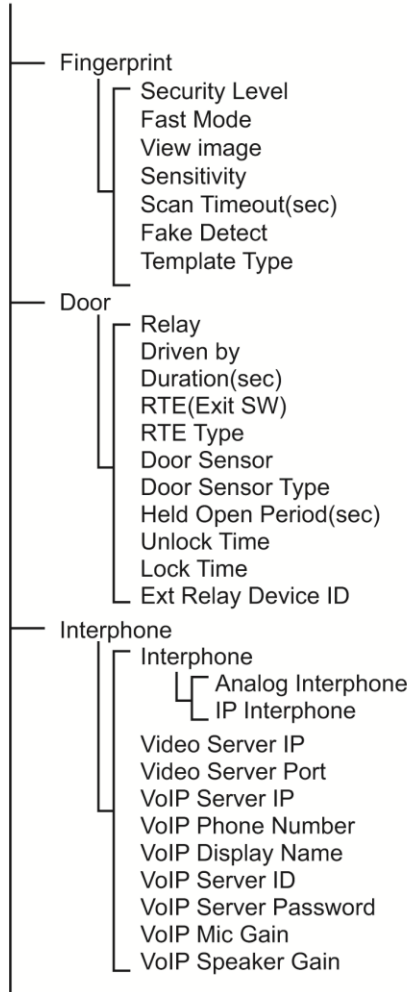 Fingerprint
Security Level
Fast Mode
View image
Sensitivity
Scan Timeout(sec)
Fake Detect
Template Type
Door
Relay
Driven by
Duration(sec)
RTE(Exit SW)
RTE Type
Door Sensor
Door Sensor Type
Held Open Period(sec)
Unlock Time
Lock Time
Ext Relay Device ID
Interphone
Interphone
Analog Interphone
IP Interphone
Video Server IP
Video Server Port
VoIP Server IP
VoIP Phone Number
VoIP Display Name
VoIP Server ID
VoIP Server Password
VoIP Mic Gain
VoIP Speaker Gain